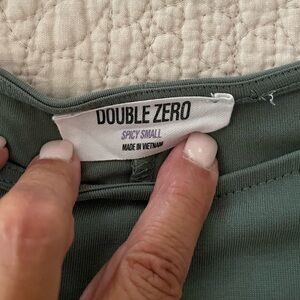 DOUBLE ZERO
SPICY SMALL
MADE IN VIETNAM